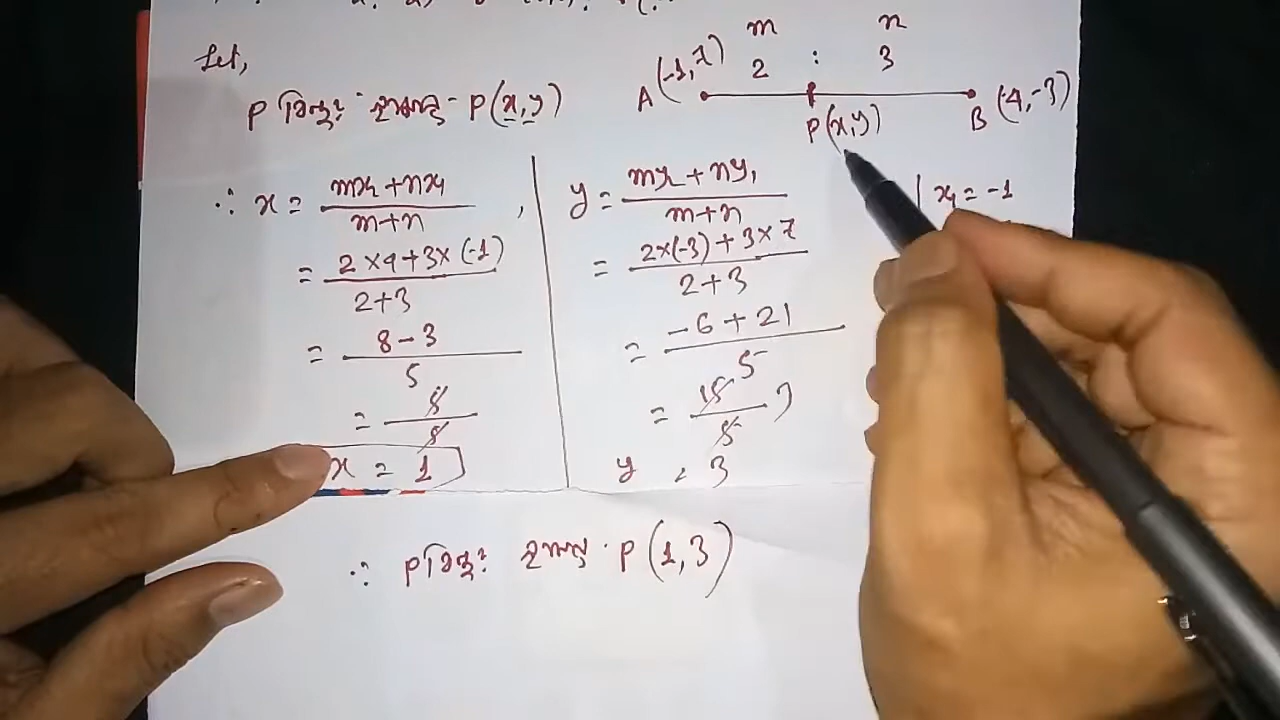 Let,
P বিন্দুৰ স্থানাংক P(x,y)
m n
2 : 3
A (-1,7) B (4,-3)
P(x,y)
∴ x = (mx₂+nx₁)/(m+n) , y = (my₂+ny₁)/(m+n)
x₁ = -1
= (2×4+3×(-1))/(2+3) = (2×(-3)+3×7)/(2+3)
= (8-3)/5 = (-6+21)/5
= 5/5 = 15/5
x = 1 y = 3
∴ P বিন্দুৰ P(1,3)